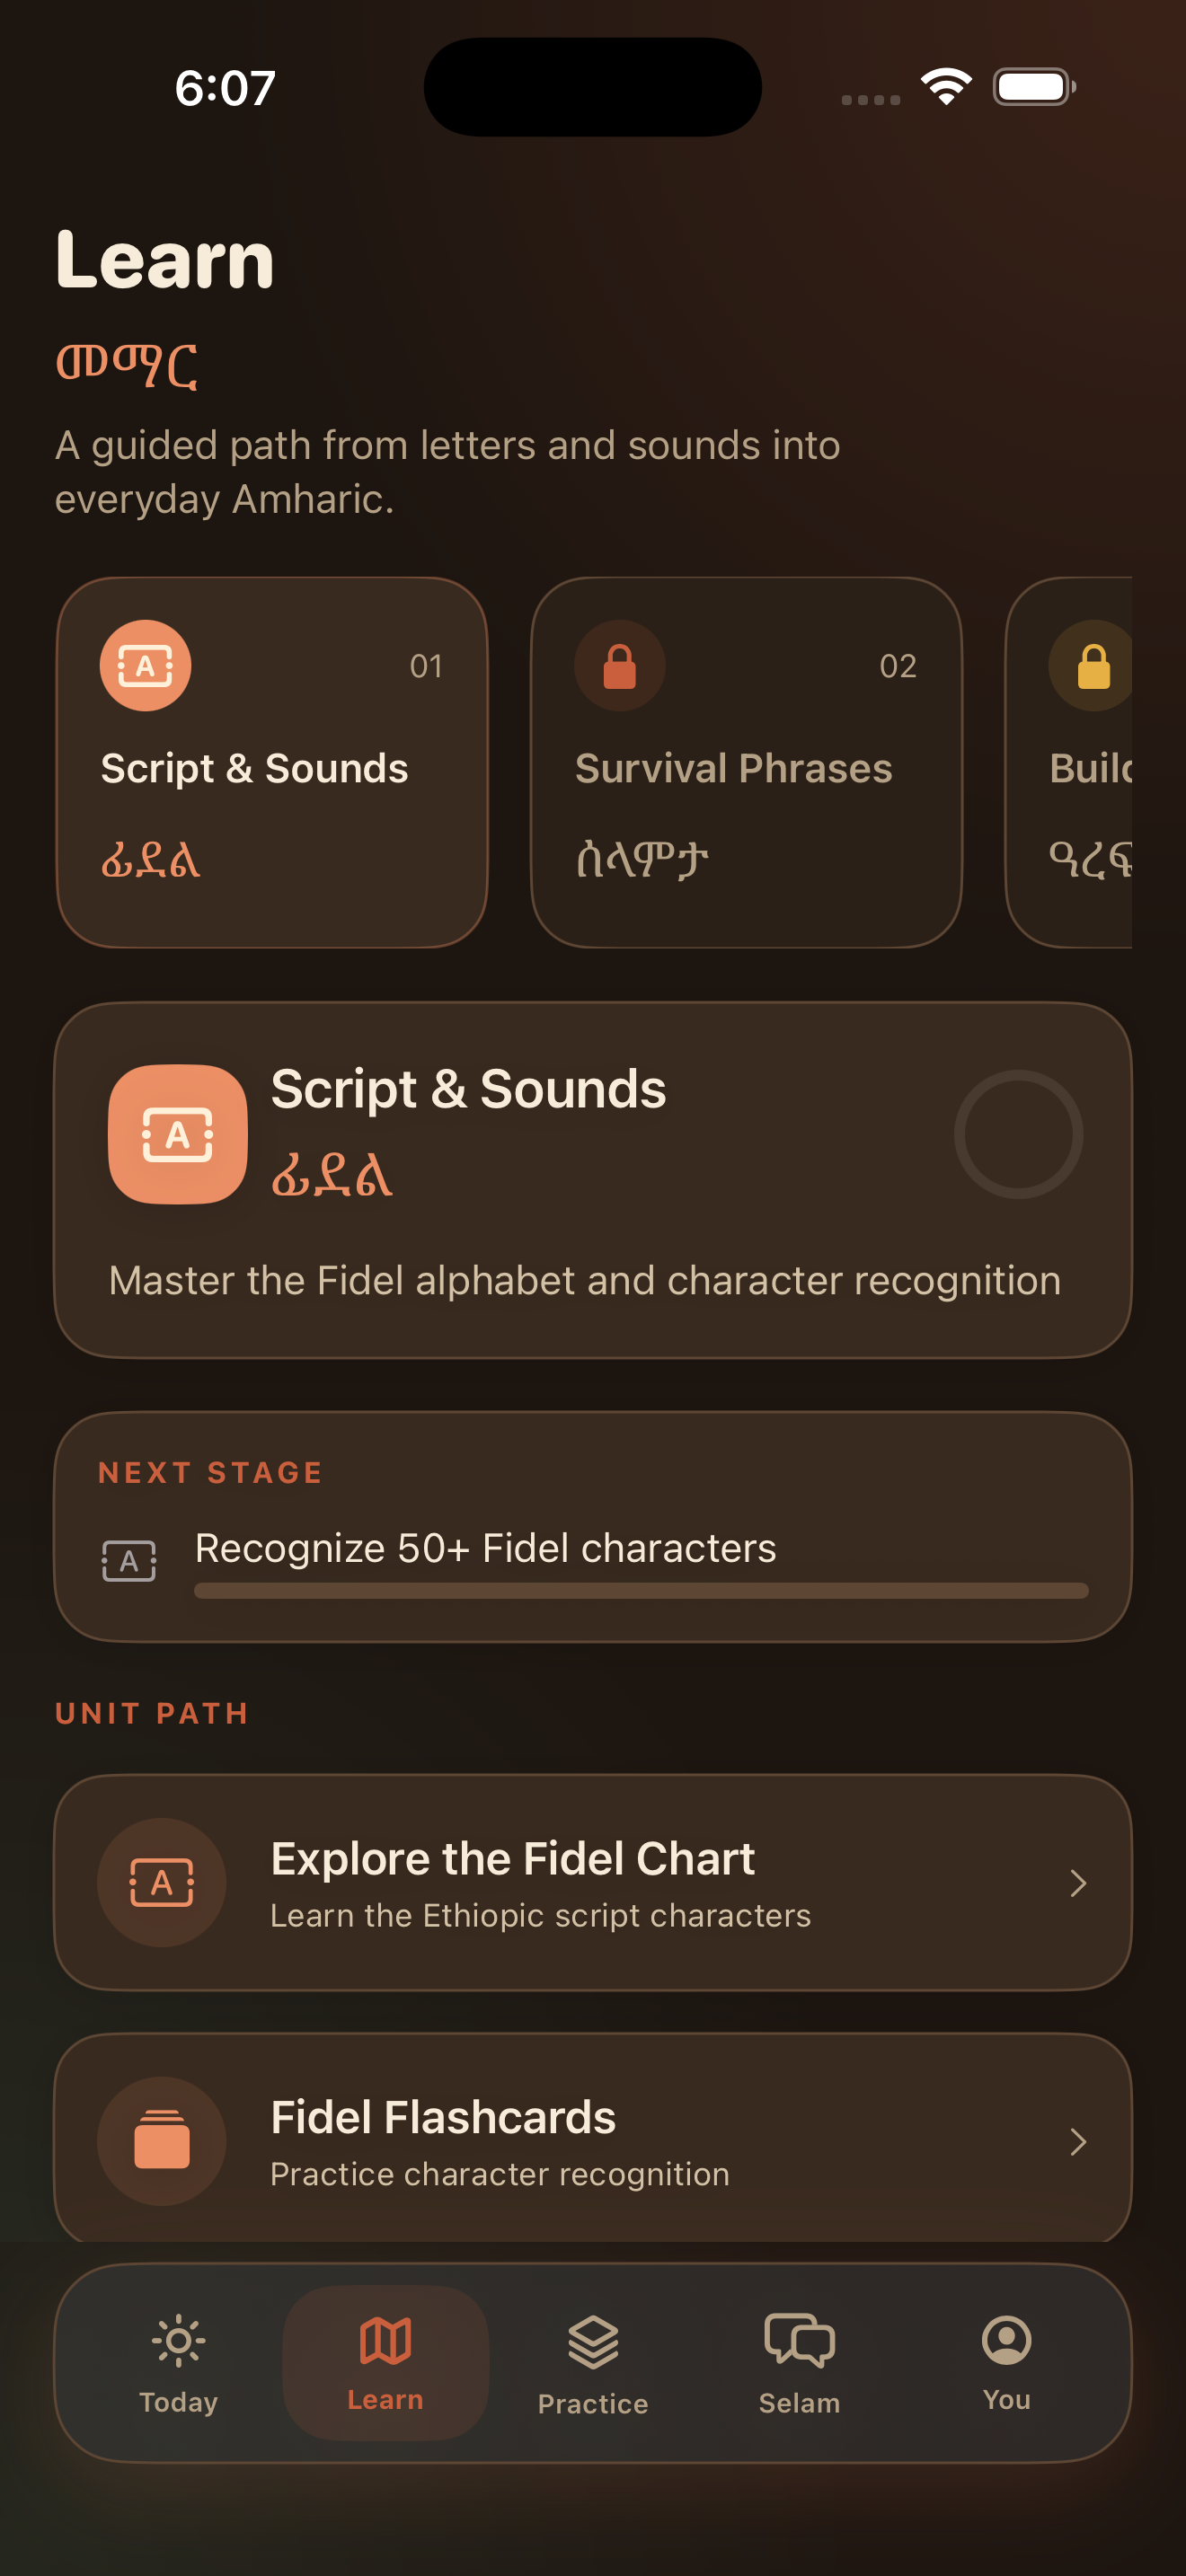 6:07
Learn
መማር
A guided path from letters and sounds into
everyday Amharic.
A
01
Script & Sounds
ፊደል
02
Survival Phrases
ሰላምታ
A
Script & Sounds
ፊደል
Master the Fidel alphabet and character recognition
NEXT STAGE
A
Recognize 50+ Fidel characters
UNIT PATH
A
Explore the Fidel Chart
Learn the Ethiopic script characters
Fidel Flashcards
Practice character recognition
Today
Learn
Practice
Selam
You